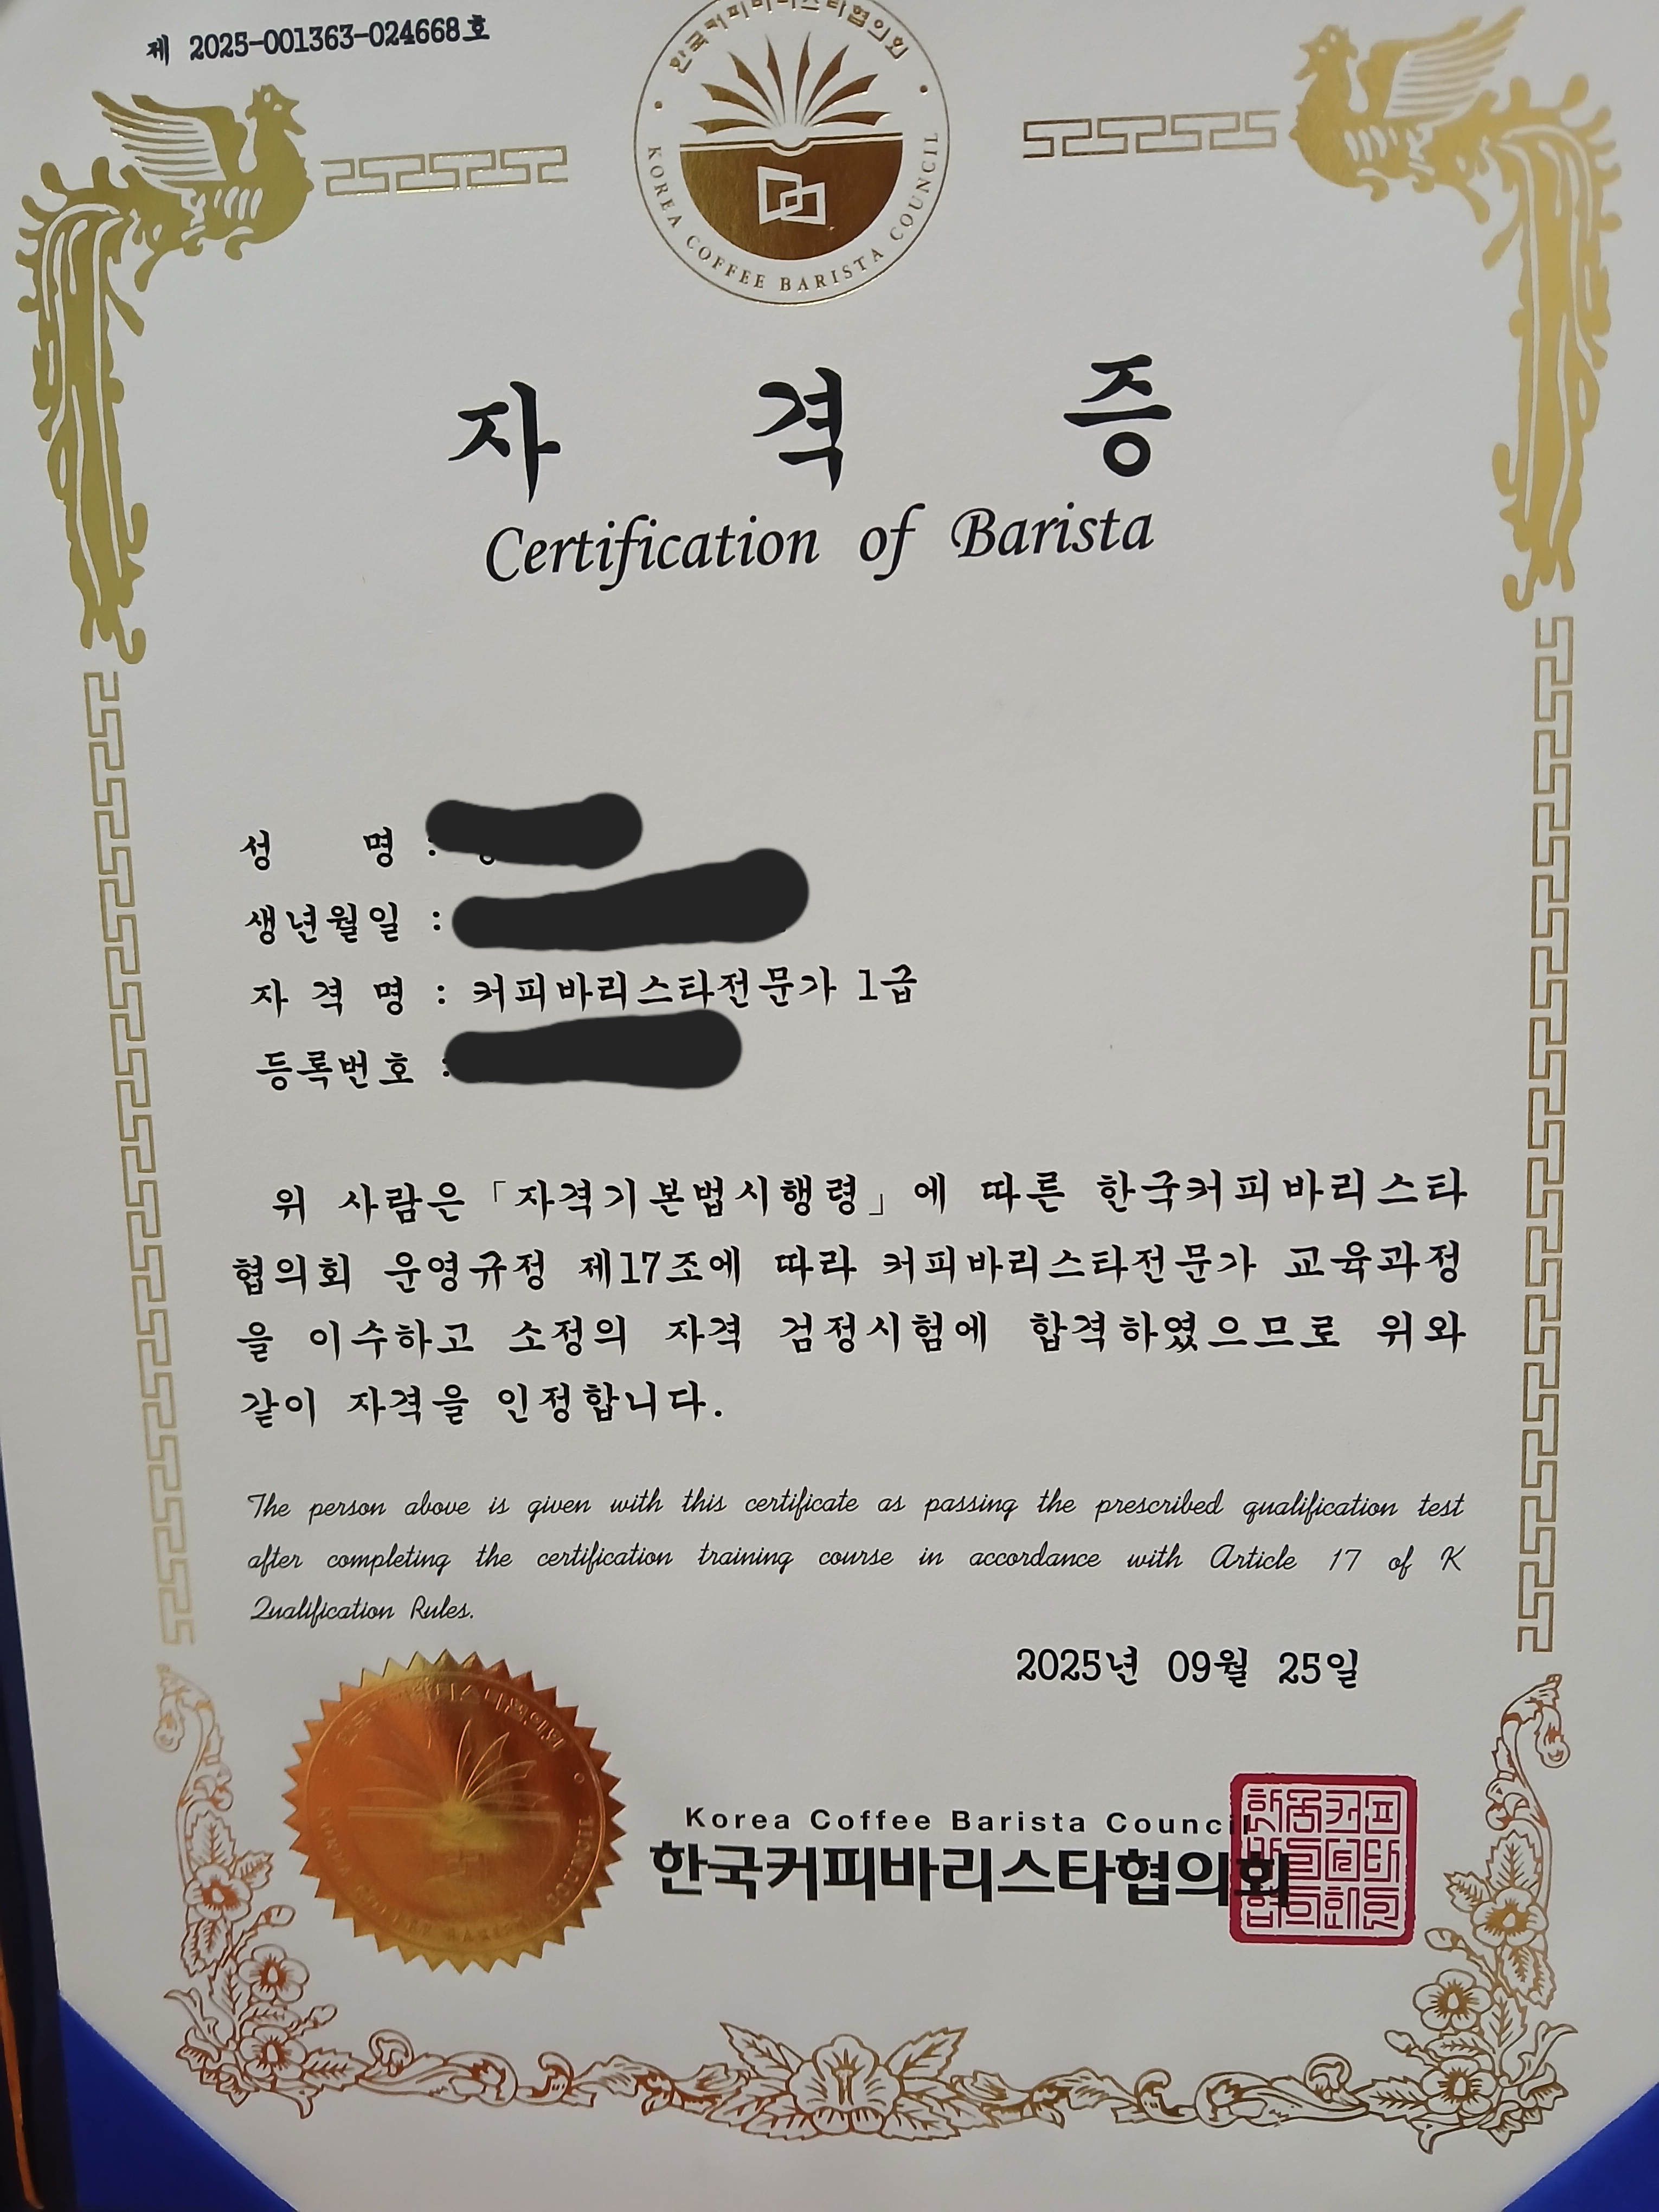 제 2025-001363-024668호
한국커피바리스타협의회
KOREA COFFEE BARISTA COUNCIL
자 격 증
Certification of Barista
성 명 :
생년월일 :
자 격 명 : 커피바리스타전문가 1급
등록번호 :
위 사람은「자격기본법시행령」에 따른 한국커피바리스타
협의회 운영규정 제17조에 따라 커피바리스타전문가 교육과정
을 이수하고 소정의 자격 검정시험에 합격하였으므로 위와
같이 자격을 인정합니다.
The person above is given with this certificate as passing the prescribed qualification test
after completing the certification training course in accordance with Article 17 of K
Qualification Rules.
2025년 09월 25일
Korea Coffee Barista Council
한국커피바리스타협의회